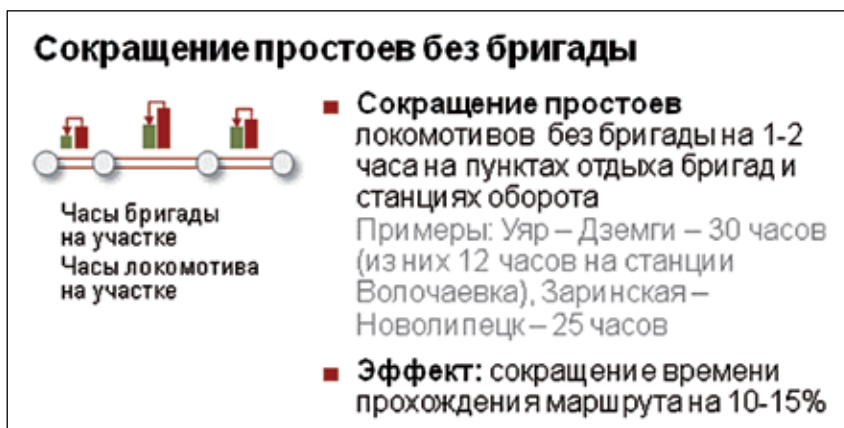 Сокращение простоев без бригады
Часы бригады
на участке
Часы локомотива
на участке
Сокращение простоев
локомотивов без бригады на 1-2
часа на пунктах отдыха бригад и
станциях оборота
Примеры: Уяр – Дземги – 30 часов
(из них 12 часов на станции
Волочаевка), Заринская –
Новолипецк – 25 часов
Эффект: сокращение времени
прохождения маршрута на 10-15%